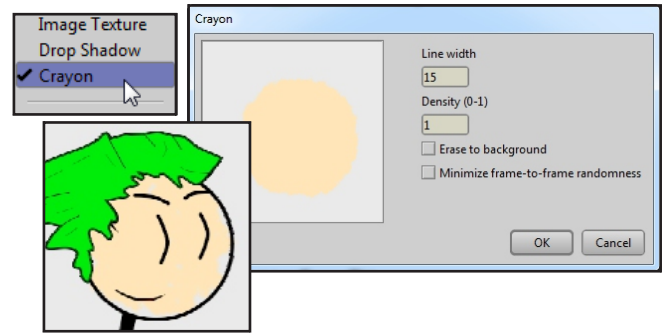 Image Texture
Drop Shadow
Crayon
Crayon
Line width
15
Density (0-1)
1
Erase to background
Minimize frame-to-frame randomness
OK
Cancel